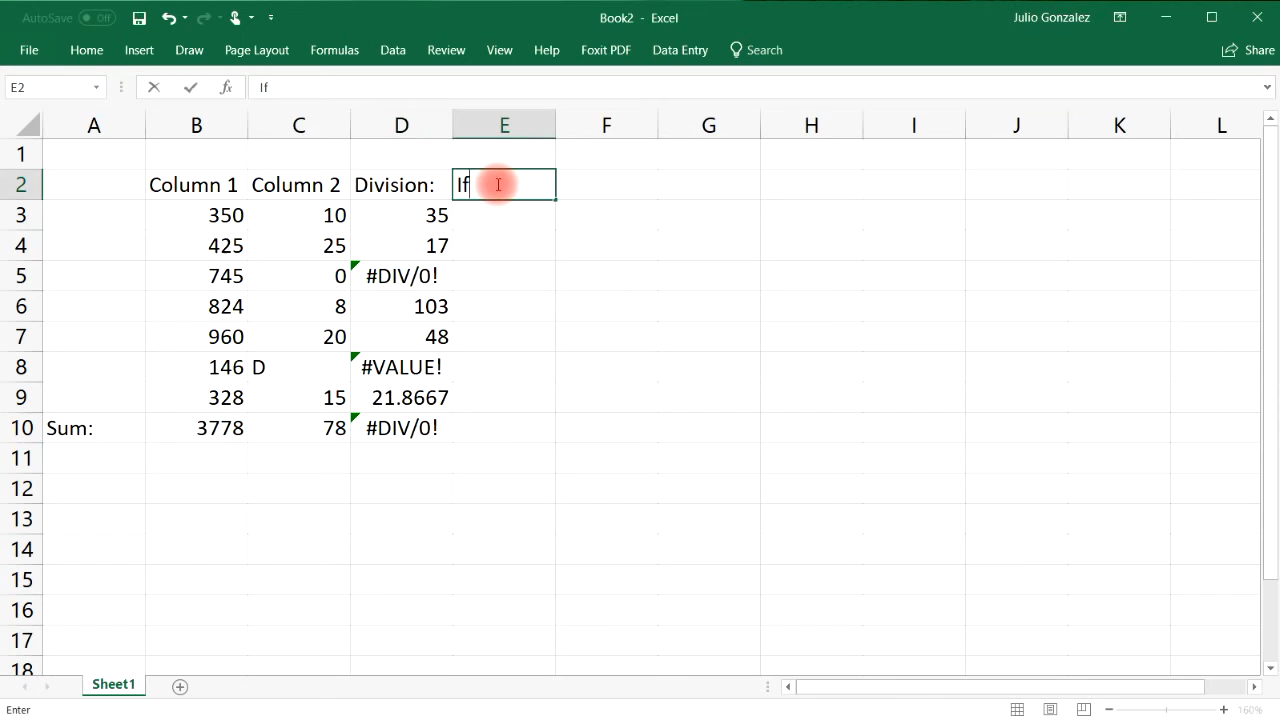 AutoSave Off Book2 - Excel Julio Gonzalez
File Home Insert Draw Page Layout Formulas Data Review View Help Foxit PDF Data Entry Search Share
E2 fx If
A B C D E F G H I J K L
1
2 Column 1 Column 2 Division: If
3 350 10 35
4 425 25 17
5 745 0 #DIV/0!
6 824 8 103
7 960 20 48
8 146 D #VALUE!
9 328 15 21.8667
10 Sum: 3778 78 #DIV/0!
11
12
13
14
15
16
17
18
Sheet1
Enter 160%